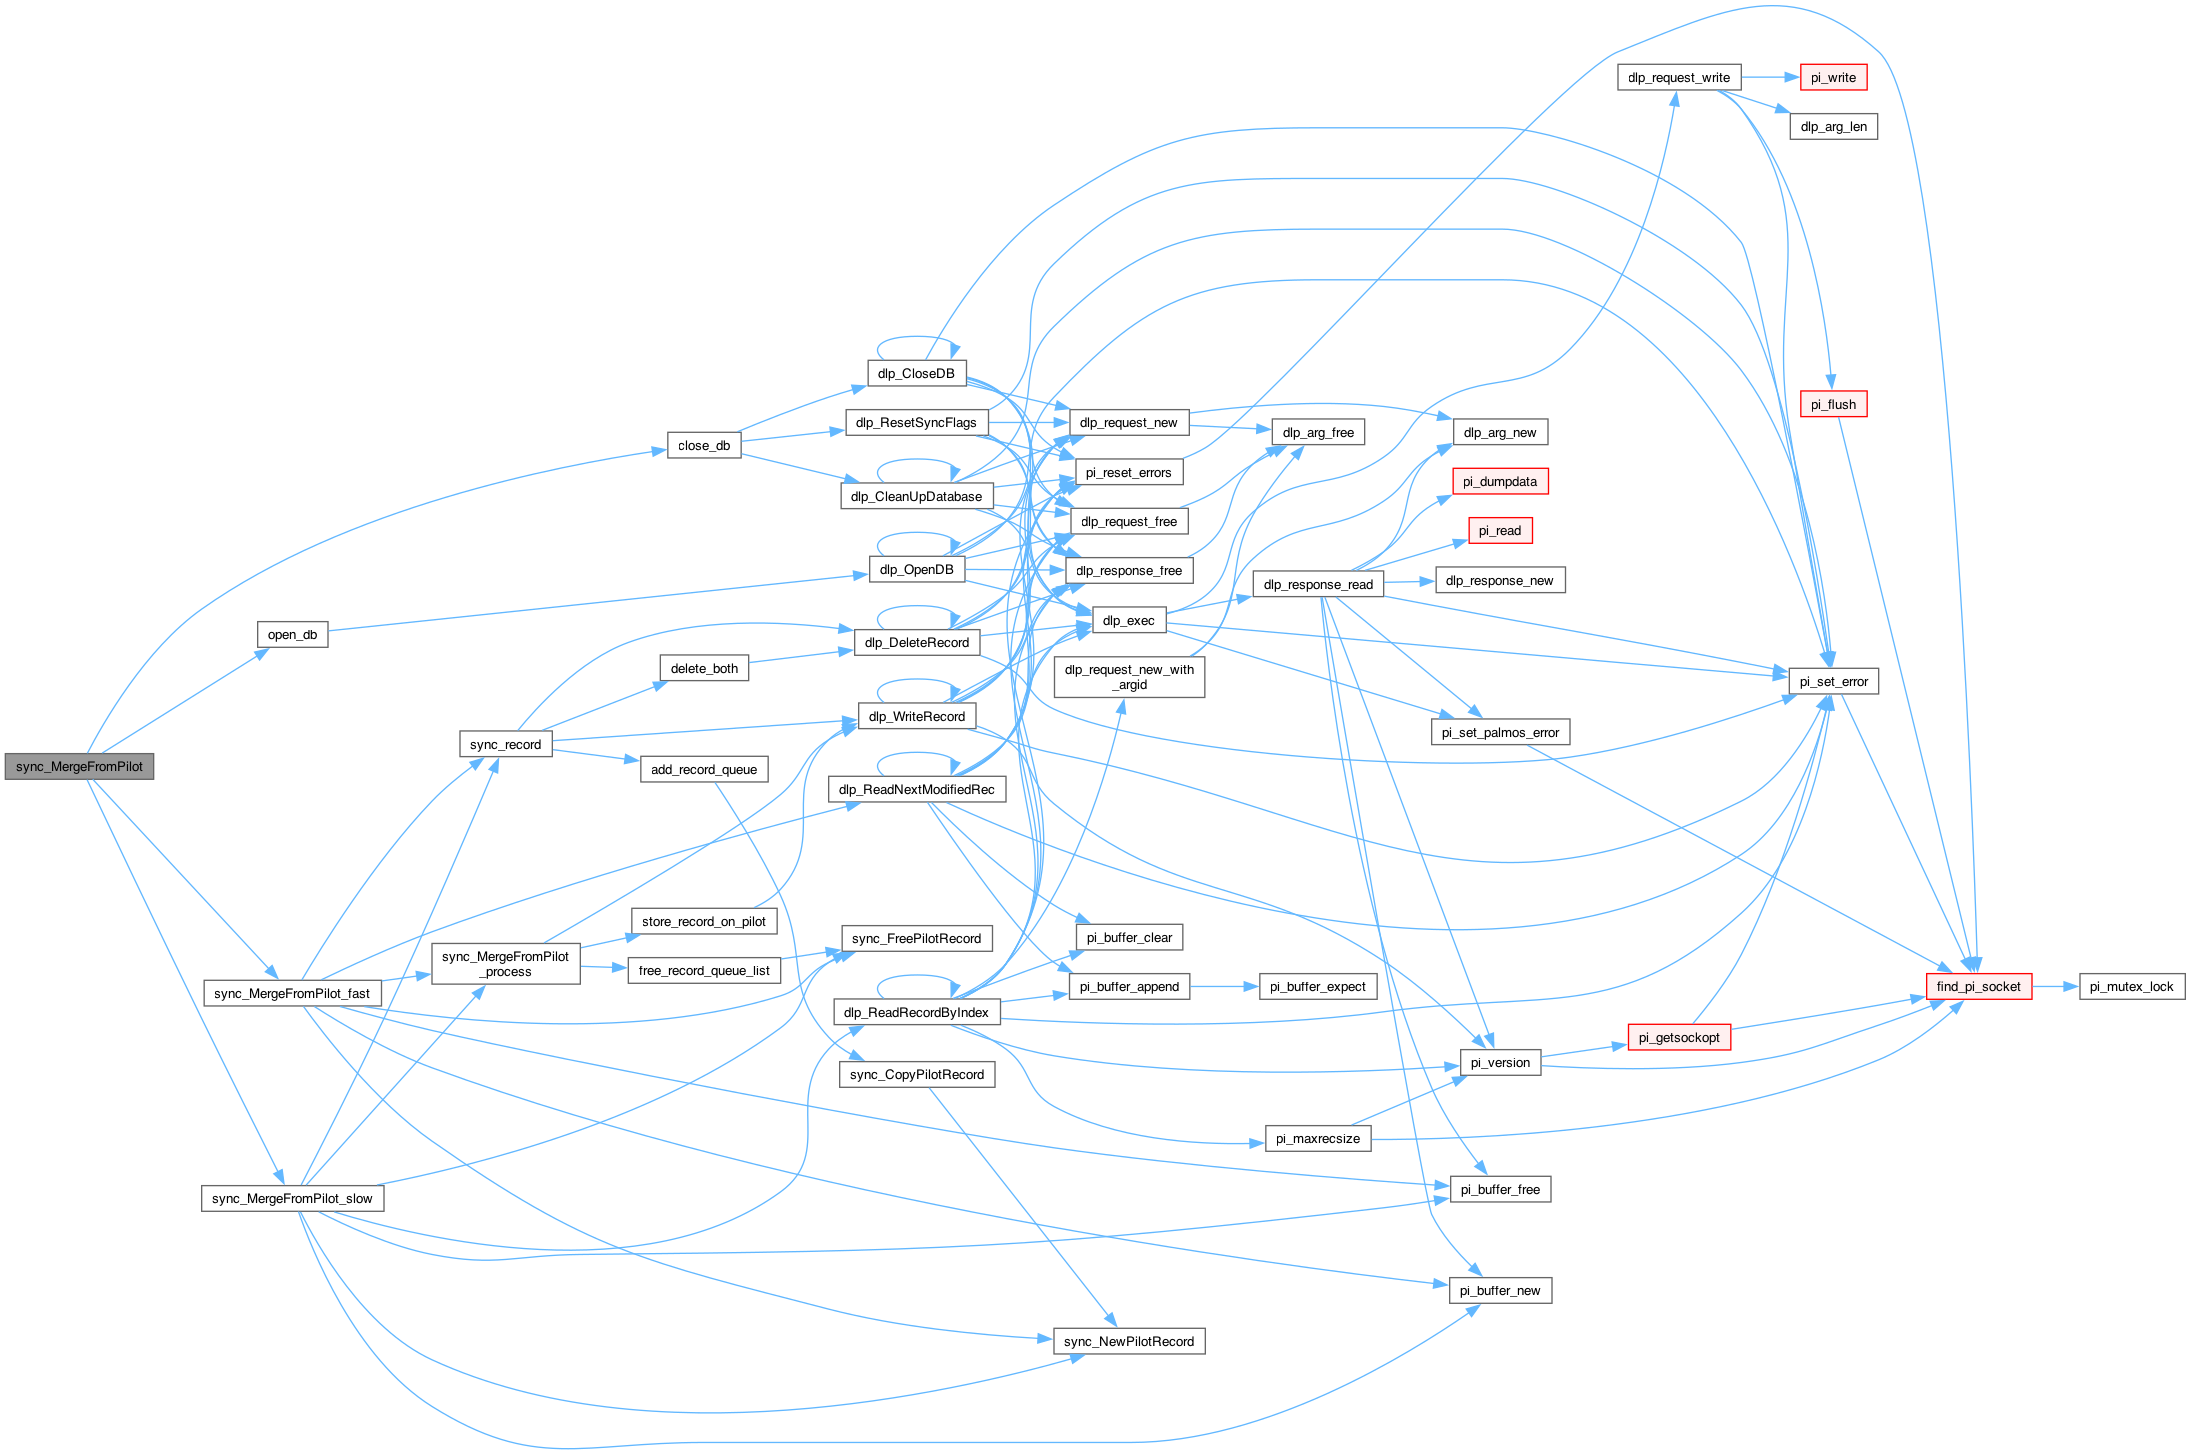 sync_MergeFromPilot
close_db
open_db
sync_MergeFromPilot_fast
sync_MergeFromPilot_slow
sync_record
sync_MergeFromPilot
_process
delete_both
add_record_queue
store_record_on_pilot
free_record_queue_list
dlp_CloseDB
dlp_ResetSyncFlags
dlp_CleanUpDatabase
dlp_OpenDB
dlp_DeleteRecord
dlp_WriteRecord
dlp_ReadNextModifiedRec
sync_FreePilotRecord
dlp_ReadRecordByIndex
sync_CopyPilotRecord
dlp_request_new
pi_reset_errors
dlp_request_free
dlp_response_free
dlp_exec
dlp_request_new_with
_argid
pi_buffer_clear
pi_buffer_append
sync_NewPilotRecord
dlp_arg_free
dlp_response_read
pi_buffer_expect
pi_maxrecsize
dlp_arg_new
pi_dumpdata
pi_read
dlp_response_new
pi_set_palmos_error
pi_version
pi_buffer_free
pi_buffer_new
dlp_request_write
pi_getsockopt
pi_write
dlp_arg_len
pi_flush
pi_set_error
find_pi_socket
pi_mutex_lock